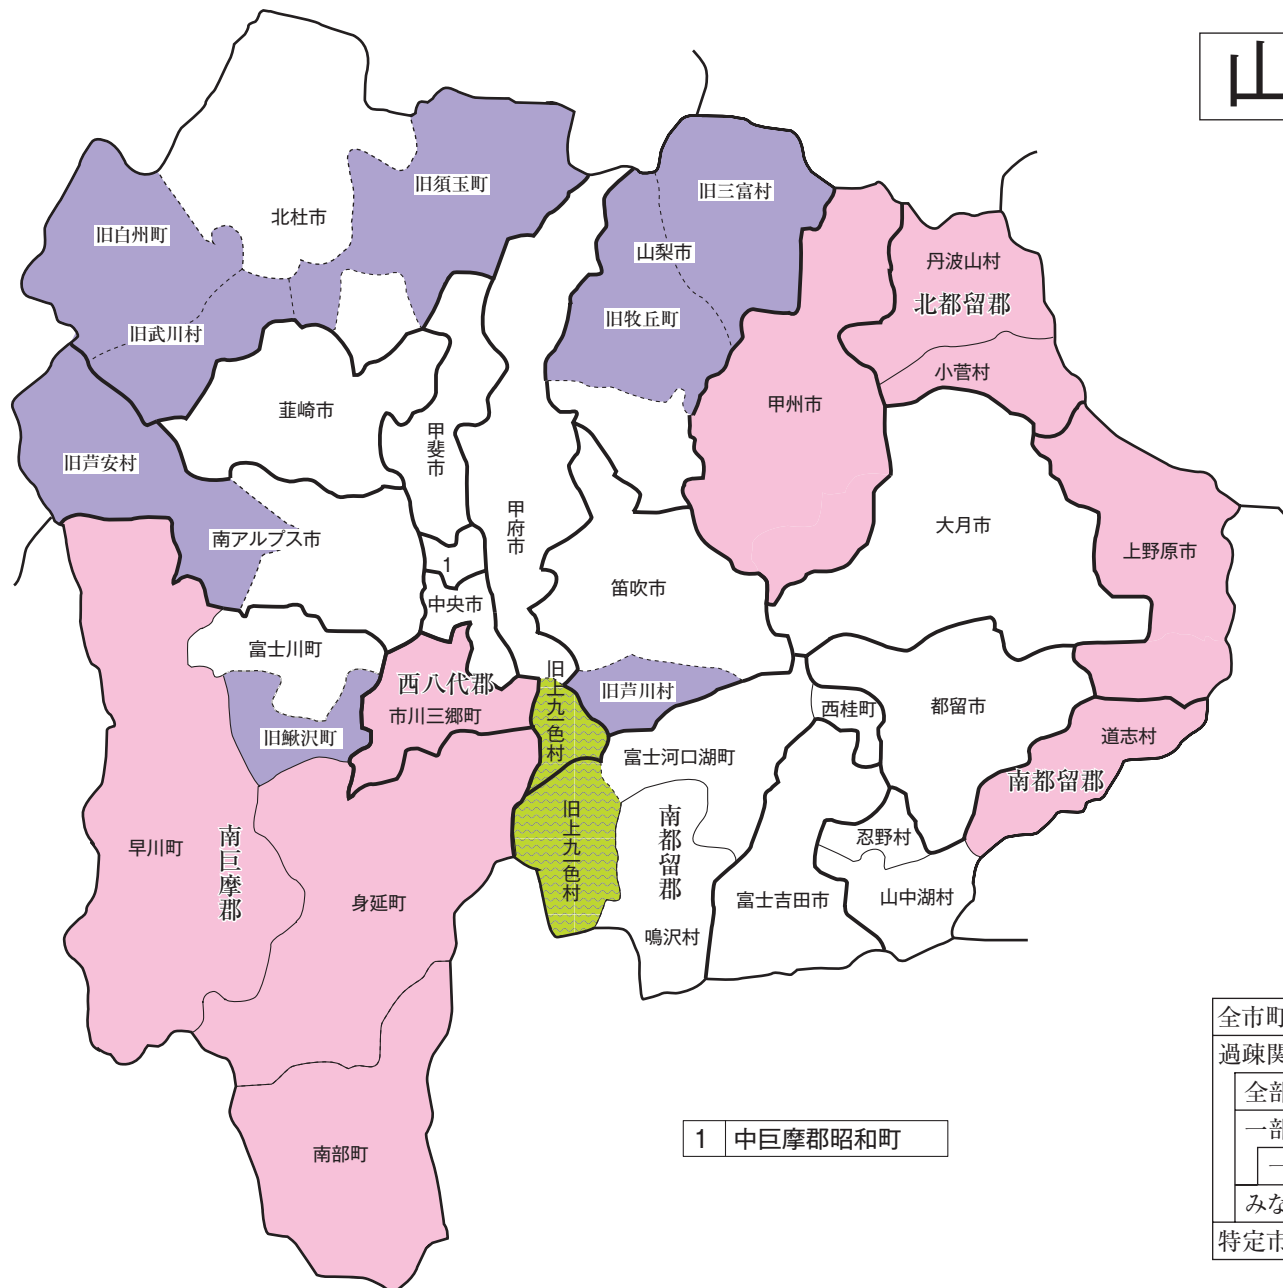 山
旧須玉町
旧三富村
北杜市
旧白州町
山梨市
丹波山村
北都留郡
旧武川村
旧牧丘町
小菅村
韮崎市
甲州市
甲斐市
旧芦安村
甲府市
大月市
南アルプス市
上野原市
1
笛吹市
中央市
富士川町
西八代郡
旧上九一色村
旧芦川村
市川三郷町
西桂町
都留市
旧鰍沢町
道志村
富士河口湖町
南都留郡
旧上九一色村
南都留郡
忍野村
早川町
南巨摩郡
身延町
富士吉田市
山中湖村
鳴沢村
南部町
1 中巨摩郡昭和町
全市町
過疎関
全部
一部
一
みな
特定市